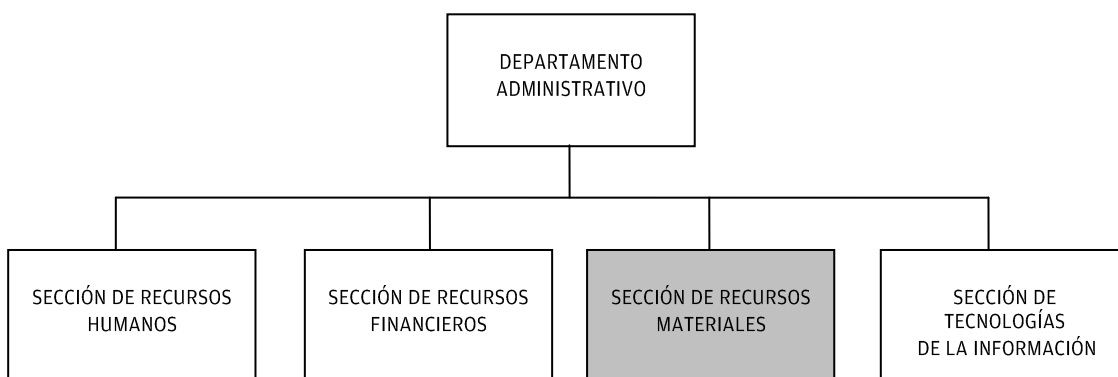 DEPARTAMENTO
ADMINISTRATIVO
SECCIÓN DE RECURSOS
HUMANOS
SECCIÓN DE RECURSOS
FINANCIEROS
SECCIÓN DE RECURSOS
MATERIALES
SECCIÓN DE
TECNOLOGÍAS
DE LA INFORMACIÓN